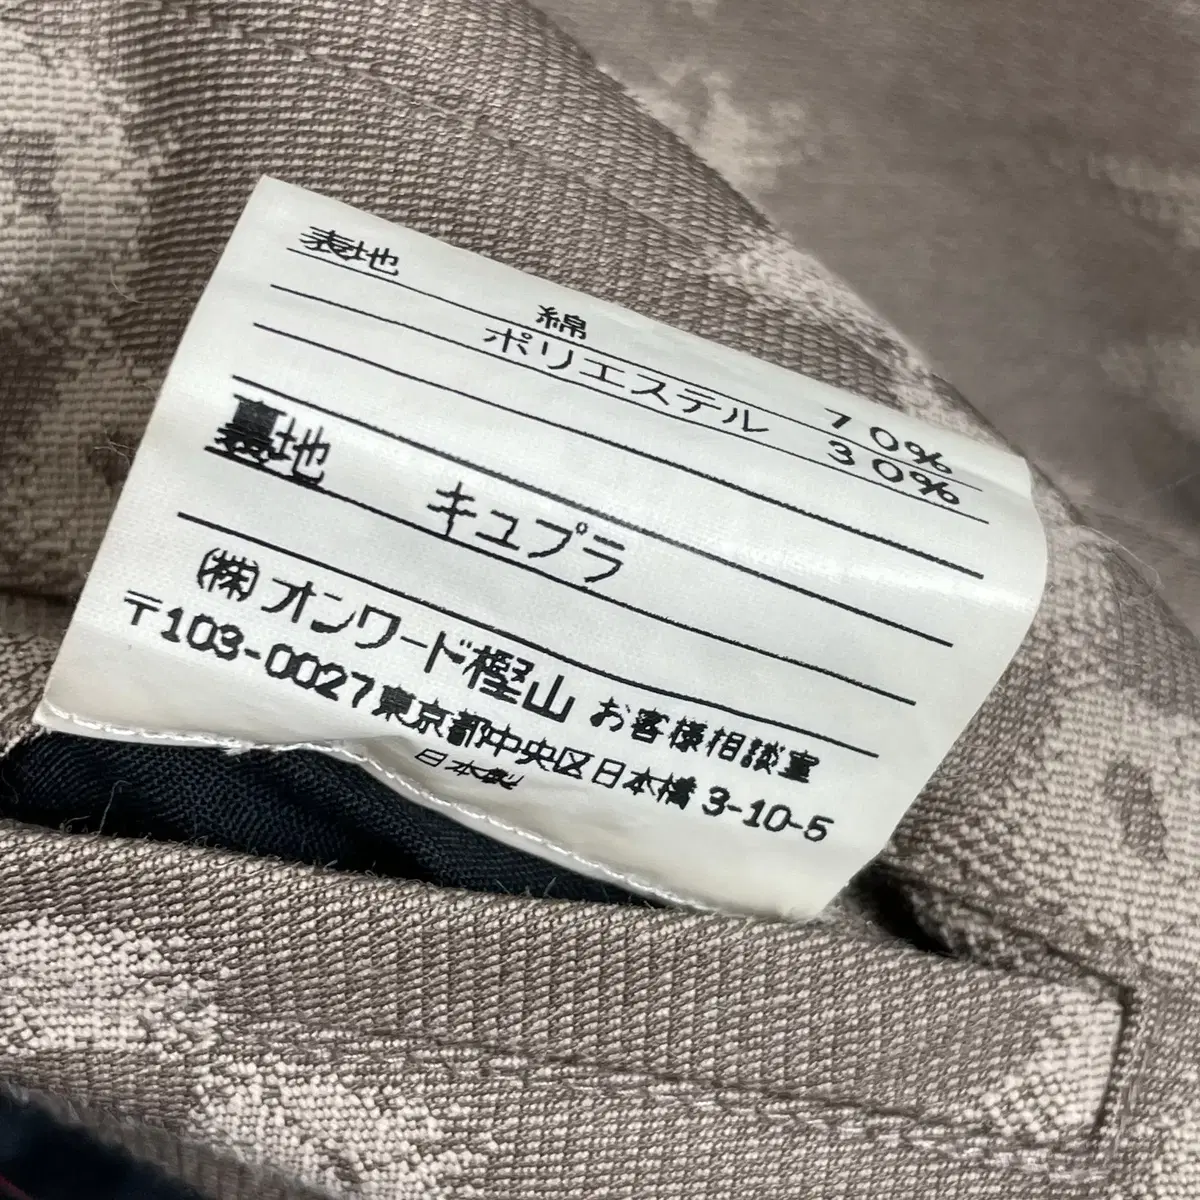 表地
綿 70%
ポリエステル 30%
裏地 キュプラ
(株)オンワード樫山 お客様相談室
〒103-0027東京都中央区日本橋3-10-5
日本製